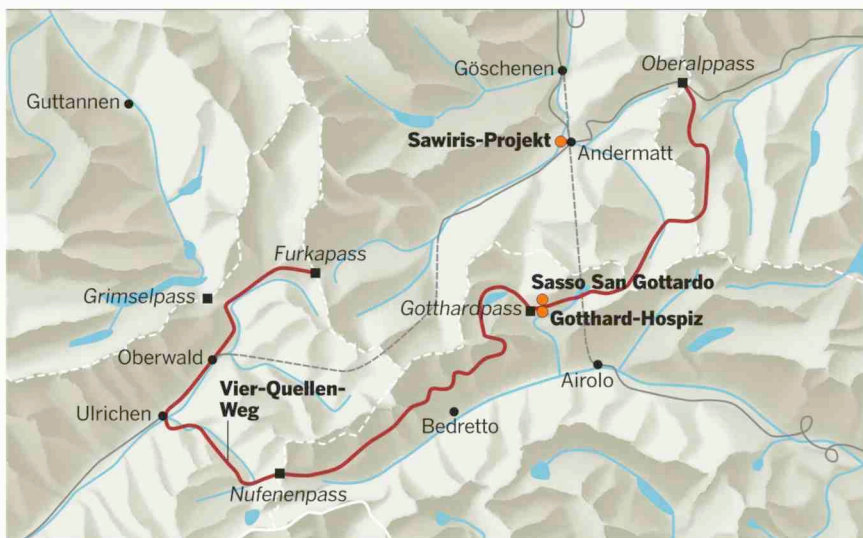 Göschenen
Oberalppass
Guttannen
Sawiris-Projekt
Andermatt
Furkapass
Sasso San Gottardo
Grimselpass
Gotthardpass
Gotthard-Hospiz
Oberwald
Airolo
Vier-Quellen-
Weg
Ulrichen
Bedretto
Nufenenpass